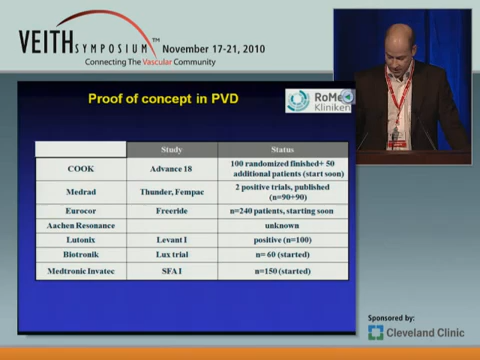 VEITHSYMPOSIUM™ November 17-21, 2010
Connecting The Vascular Community
Proof of concept in PVD
RoMe
Kliniken
Study Status
COOK Advance 18 100 randomized finished+ 50 additional patients (start soon)
Medrad Thunder, Fempac 2 positive trials, published (n=90+90)
Eurocor Freeride n=240 patients, starting soon
Aachen Resonance unknown
Lutonix Levant I positive (n=100)
Biotronik Lux trial n= 60 (started)
Medtronic Invatec SFA I n=150 (started)
Sponsored by:
Cleveland Clinic